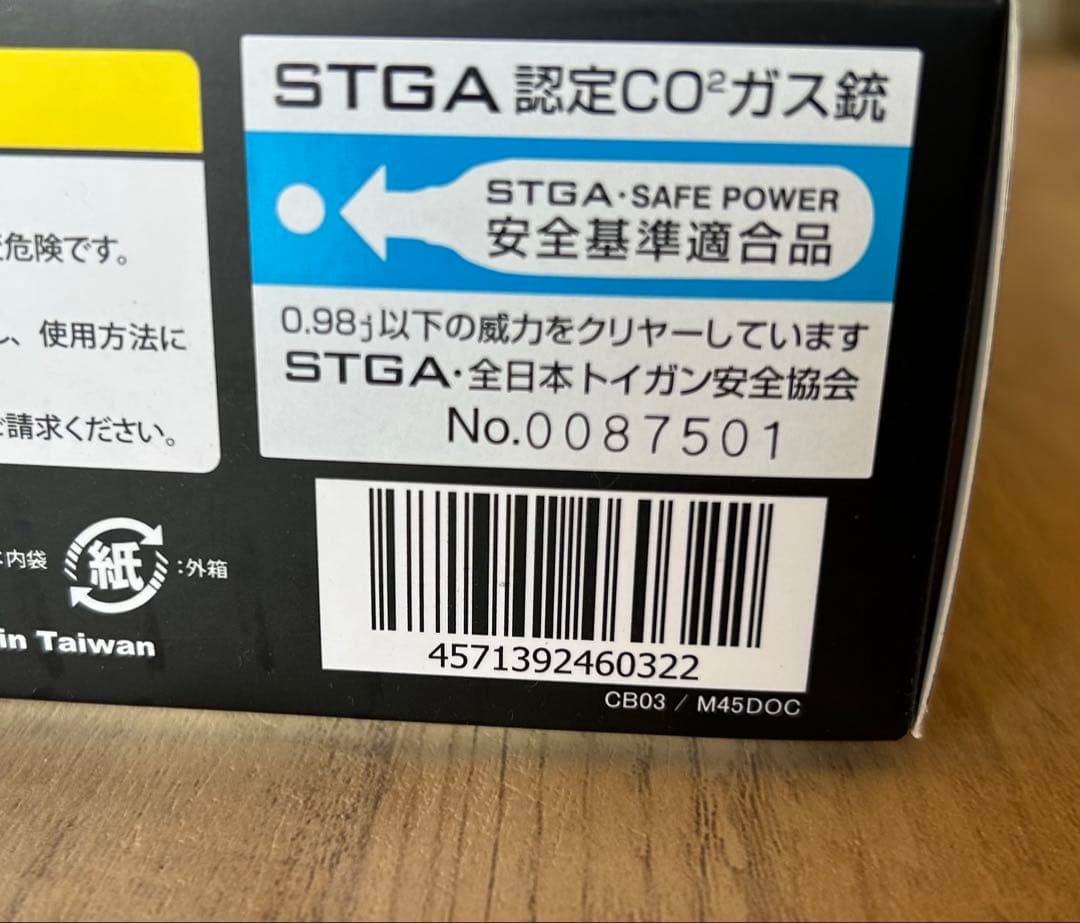 危険です。
、使用方法に
請求ください。
内袋
紙
:外箱
in Taiwan
STGA 認定CO²ガス銃
STGA・SAFE POWER
安全基準適合品
0.98j以下の威力をクリヤーしています
STGA・全日本トイガン安全協会
No.0087501
4571392460322
CB03 / M45DOC